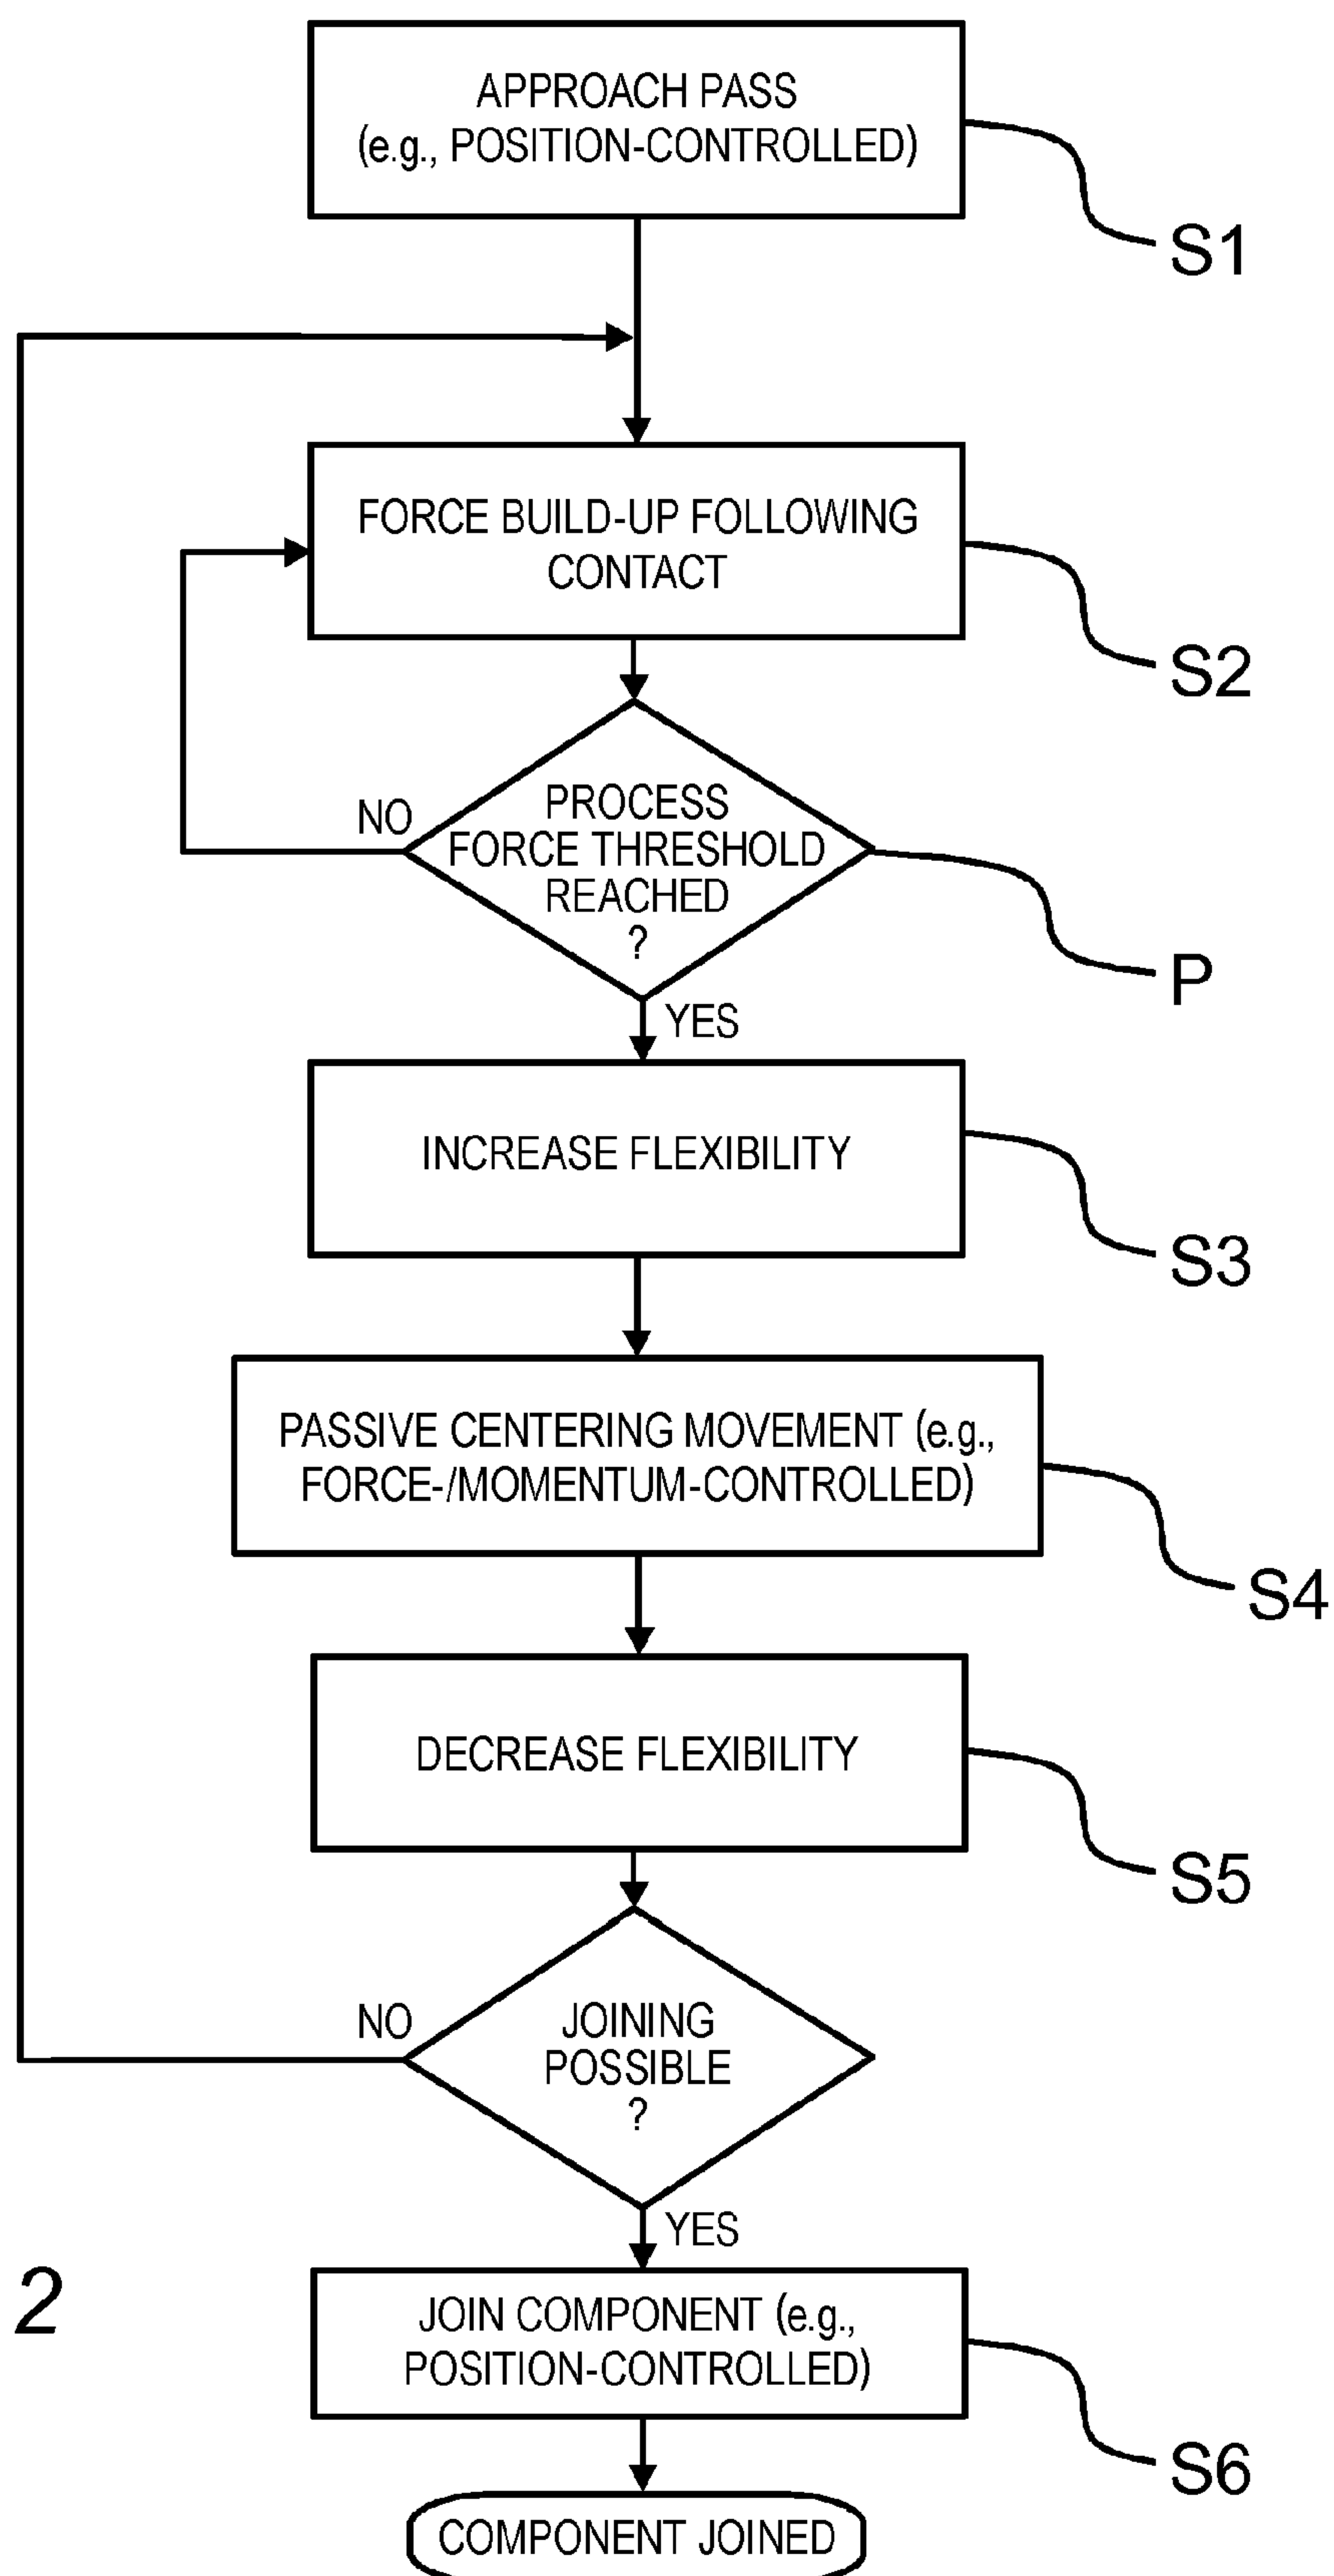 APPROACH PASS
(e.g., POSITION-CONTROLLED)
S1
FORCE BUILD-UP FOLLOWING
CONTACT
S2
NO
PROCESS
FORCE THRESHOLD
REACHED
?
P
YES
INCREASE FLEXIBILITY
S3
PASSIVE CENTERING MOVEMENT (e.g.,
FORCE-/MOMENTUM-CONTROLLED)
S4
DECREASE FLEXIBILITY
S5
NO
JOINING
POSSIBLE
?
YES
2
JOIN COMPONENT (e.g.,
POSITION-CONTROLLED)
S6
COMPONENT JOINED